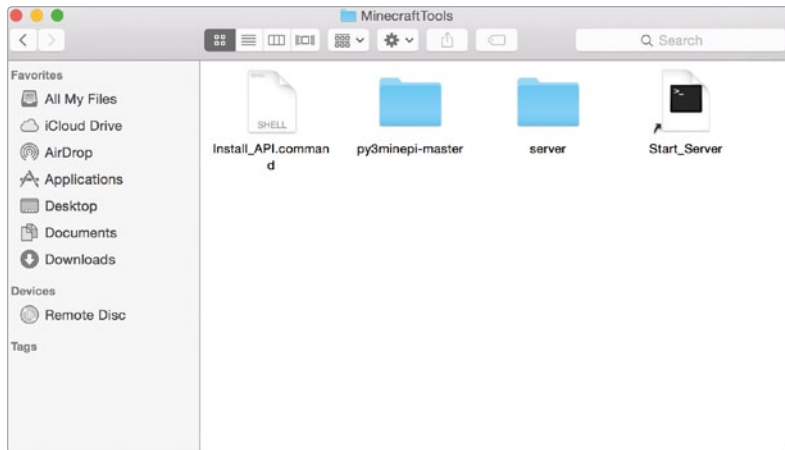 MinecraftTools
Search
Favorites
All My Files
iCloud Drive
AirDrop
Applications
Desktop
Documents
Downloads
Devices
Remote Disc
Tags
SHELL
Install_API.comman
d
py3minepi-master
server
Start_Server